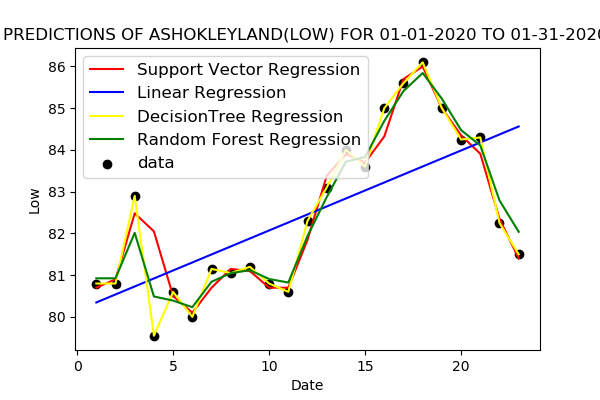 PREDICTIONS OF ASHOKLEYLAND(LOW) FOR 01-01-2020 TO 01-31-2020
Support Vector Regression
Linear Regression
DecisionTree Regression
Random Forest Regression
data
Low
86
85
84
83
82
81
80
0 5 10 15 20
Date